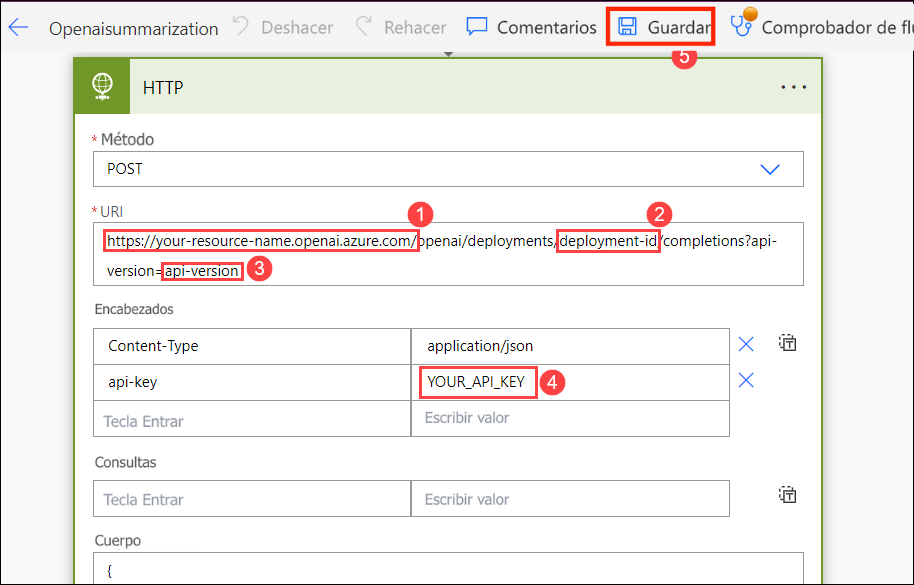 Openaisummarization Deshacer Rehacer Comentarios Guardar Comprobador de flu
5
HTTP
* Método
POST
* URI
1 2
https://your-resource-name.openai.azure.com/openai/deployments/deployment-id/completions?api-
version=api-version 3
Encabezados
Content-Type application/json
api-key YOUR_API_KEY 4
Tecla Entrar Escribir valor
Consultas
Tecla Entrar Escribir valor
Cuerpo
{